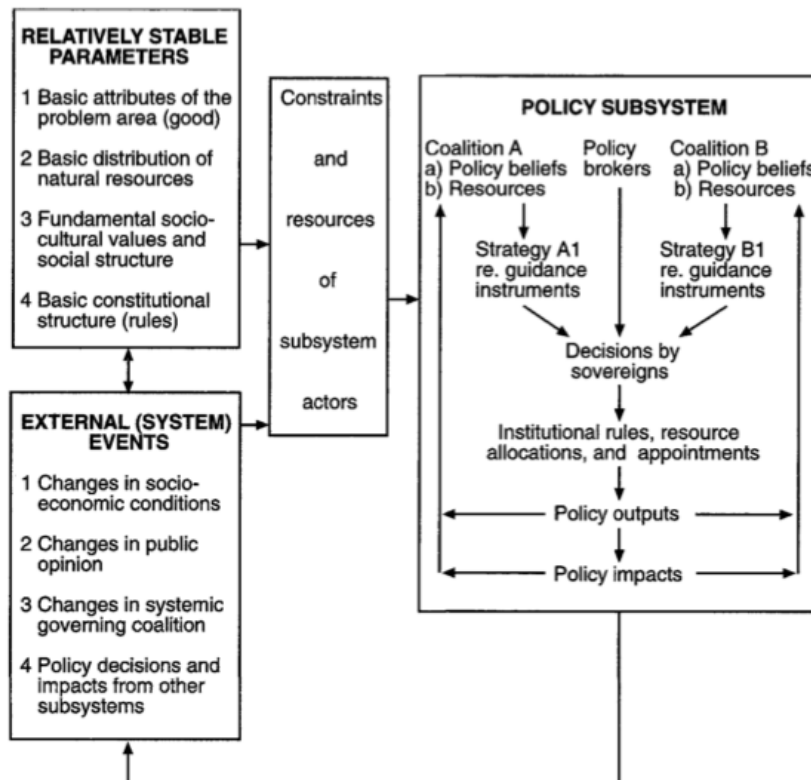 RELATIVELY STABLE
PARAMETERS
1 Basic attributes of the
problem area (good)
2 Basic distribution of
natural resources
3 Fundamental socio-
cultural values and
social structure
4 Basic constitutional
structure (rules)
EXTERNAL (SYSTEM)
EVENTS
1 Changes in socio-
economic conditions
2 Changes in public
opinion
3 Changes in systemic
governing coalition
4 Policy decisions and
impacts from other
subsystems
Constraints
and
resources
of
subsystem
actors
POLICY SUBSYSTEM
Coalition A
a) Policy beliefs
b) Resources
Policy
brokers
Coalition B
a) Policy beliefs
b) Resources
Strategy A1
re. guidance
instruments
Strategy B1
re. guidance
instruments
Decisions by
sovereigns
Institutional rules, resource
allocations, and appointments
Policy outputs
Policy impacts